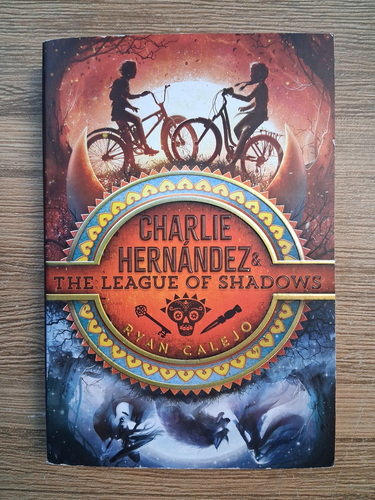 CHARLIE
HERNÁNDEZ &
THE LEAGUE OF SHADOWS
RYAN CALEJO